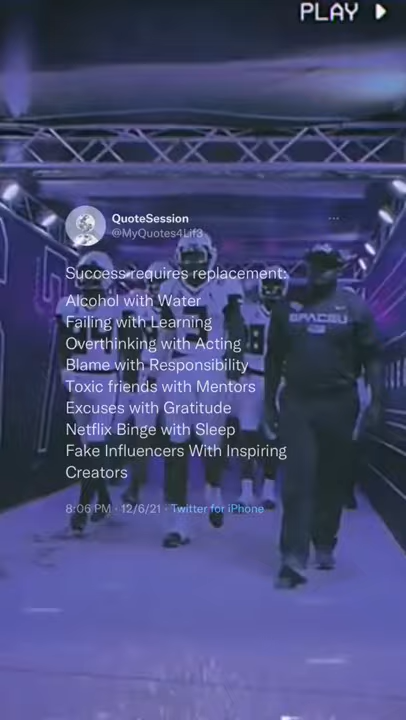 PLAY
QuoteSession
@MyQuotes4Lif3
Success requires replacement:
Alcohol with Water
Failing with Learning
Overthinking with Acting
Blame with Responsibility
Toxic friends with Mentors
Excuses with Gratitude
Netflix Binge with Sleep
Fake Influencers With Inspiring
Creators
8:06 PM · 12/6/21 · Twitter for iPhone